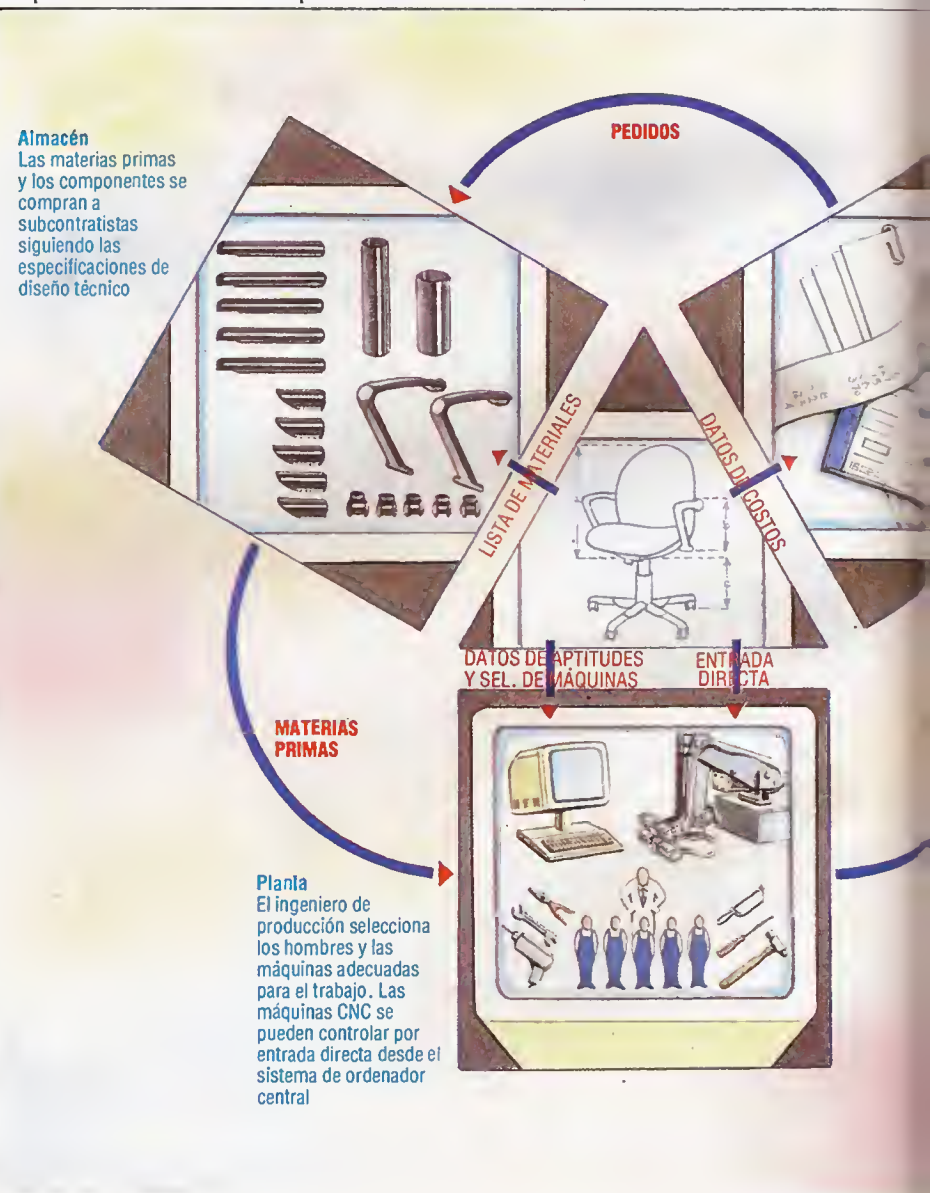 PEDIDOS
Almacén
Las materias primas
y los componentes se
compran a
subcontratistas
siguiendo las
especificaciones de
diseño técnico
LISTA DE MATERIALES
DATOS DE COSTOS
DATOS DE APTITUDES
Y SEL. DE MÁQUINAS
ENTRADA
DIRECTA
MATERIAS
PRIMAS
Planta
El ingeniero de
producción selecciona
los hombres y las
máquinas adecuadas
para el trabajo. Las
máquinas CNC se
pueden controlar por
entrada directa desde el
sistema de ordenador
central